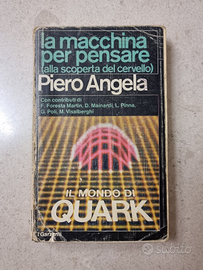 la macchina
per pensare
(alla scoperta del cervello)
Piero Angela
Con contributi di
F. Foresta Martin, D. Mainardi, L. Pinna,
G. Poli, M. Visalberghi
IL MONDO DI
QUARK
Garzanti
subito